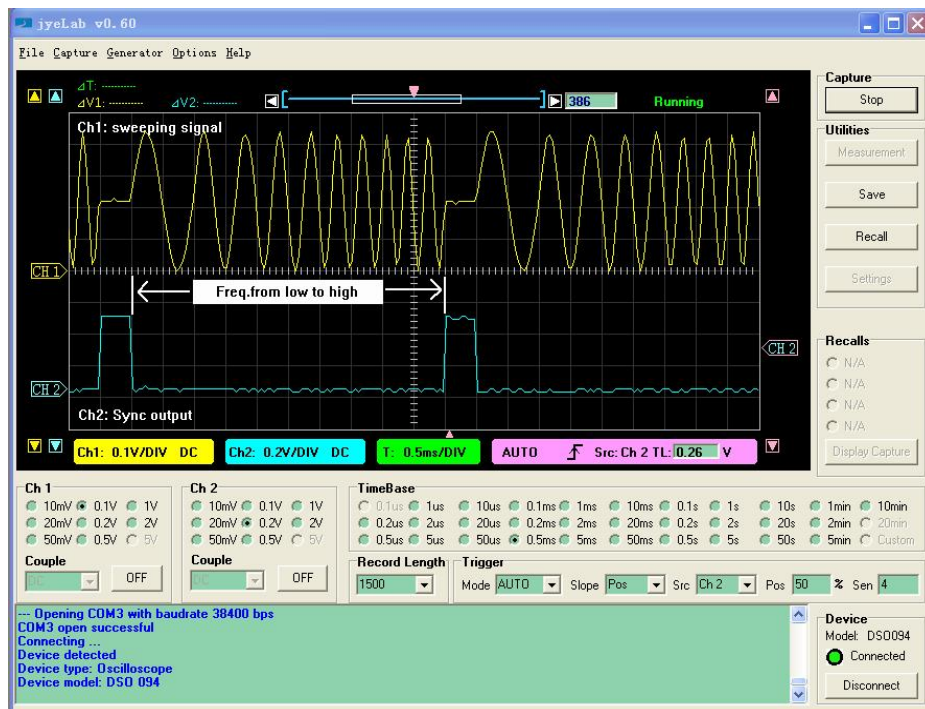 jyeLab v0.60
File Capture Generator Options Help
ΔT: ----------
ΔV1: ---------- ΔV2: ----------
386
Running
Ch1: sweeping signal
CH 1
Freq.from low to high
CH 2
CH 2
Ch2: Sync output
Ch1: 0.1V/DIV DC
Ch2: 0.2V/DIV DC
T: 0.5ms/DIV
AUTO Src: Ch 2 TL: 0.26 V
Capture
Stop
Utilities
Measurement
Save
Recall
Settings
Recalls
N/A
N/A
N/A
N/A
Display Capture
Ch 1
10mV 0.1V 1V
20mV 0.2V 2V
50mV 0.5V 5V
Couple
DC OFF
Ch 2
10mV 0.1V 1V
20mV 0.2V 2V
50mV 0.5V 5V
Couple
DC OFF
TimeBase
0.1us 1us 10us 0.1ms 1ms 10ms 0.1s 1s 10s 1min 10min
0.2us 2us 20us 0.2ms 2ms 20ms 0.2s 2s 20s 2min 20min
0.5us 5us 50us 0.5ms 5ms 50ms 0.5s 5s 50s 5min Custom
Record Length
1500
Trigger
Mode AUTO Slope Pos Src Ch 2 Pos 50 % Sen 4
--- Opening COM3 with baudrate 38400 bps
COM3 open successful
Connecting ...
Device detected
Device type: Oscilloscope
Device model: DSO 094
Device
Model: DSO094
Connected
Disconnect